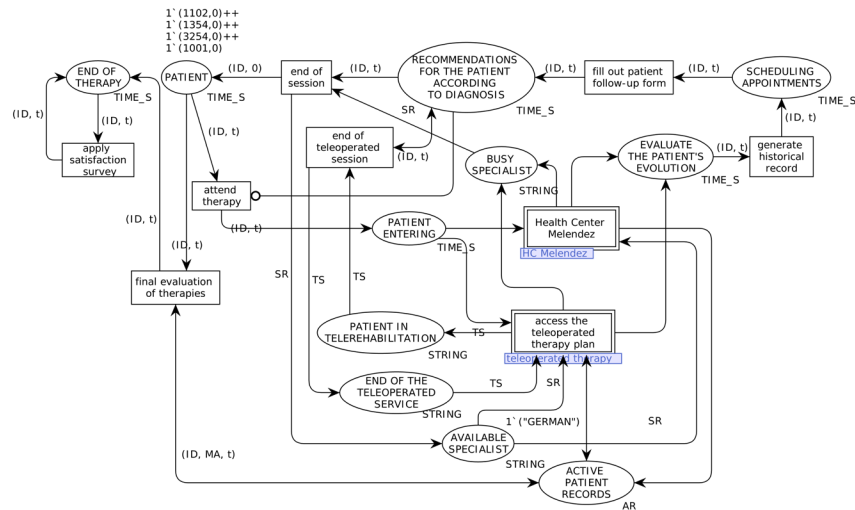 1`(1102,0)++
1`(1354,0)++
1`(3254,0)++
1`(1001,0)
END OF
THERAPY
TIME_S
(ID, t)
(ID, t)
apply
satisfaction
survey
PATIENT
TIME_S
(ID, 0)
end of
session
(ID, t)
RECOMMENDATIONS
FOR THE PATIENT
ACCORDING
TO DIAGNOSIS
TIME_S
(ID, t)
fill out patient
follow-up form
(ID, t)
SCHEDULING
APPOINTMENTS
TIME_S
(ID, t)
SR
end of
teleoperated
session
(ID, t)
(ID, t)
BUSY
SPECIALIST
STRING
EVALUATE
THE PATIENT'S
EVOLUTION
TIME_S
(ID, t)
generate
historical
record
attend
therapy
(ID, t)
(ID, t)
(ID, t)
PATIENT
ENTERING
TIME_S
Health Center
Melendez
HC Melendez
final evaluation
of therapies
SR
TS
TS
PATIENT IN
TELEREHABILITATION
STRING
TS
access the
teleoperated
therapy plan
teleoperated therapy
END OF THE
TELEOPERATED
SERVICE
STRING
TS
SR
1`("GERMAN")
SR
AVAILABLE
SPECIALIST
STRING
(ID, MA, t)
ACTIVE
PATIENT
RECORDS
AR